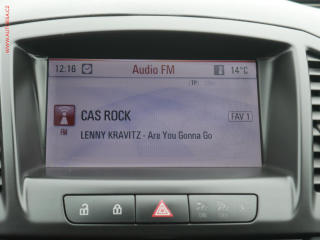 12:16 Audio FM 14°C
[TP]
CAS ROCK FAV 1
FM LENNY KRAVITZ - Are You Gonna Go